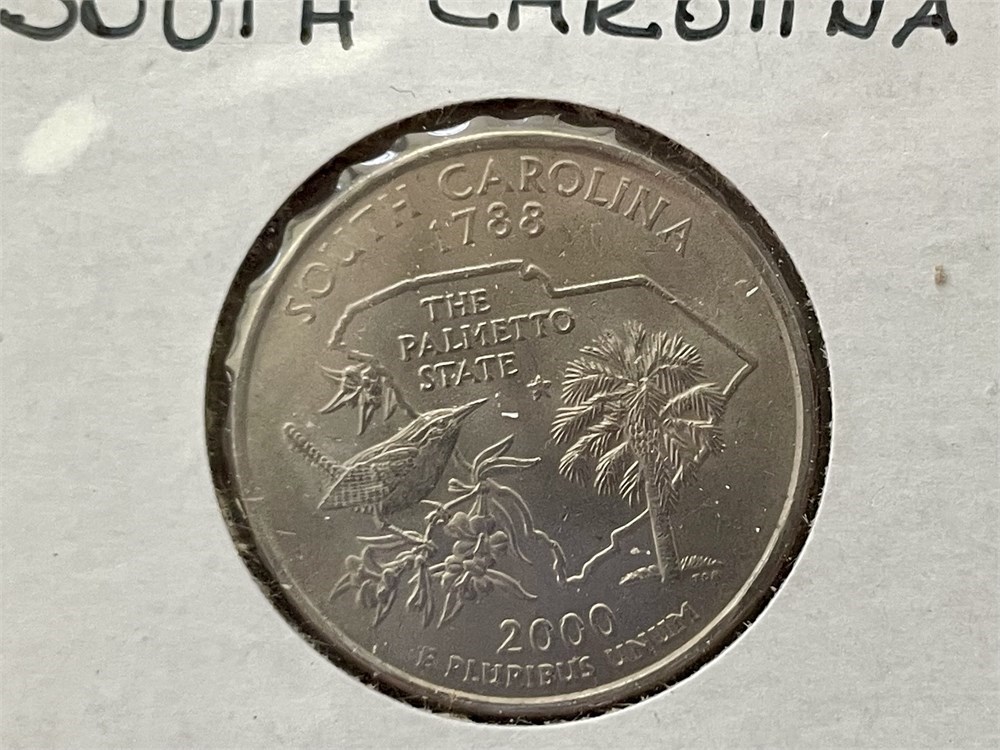 SOUTH CAROlINA
SOUTH CAROLINA
1788
THE
PALMETTO
STATE
2000
E PLURIBUS UNUM